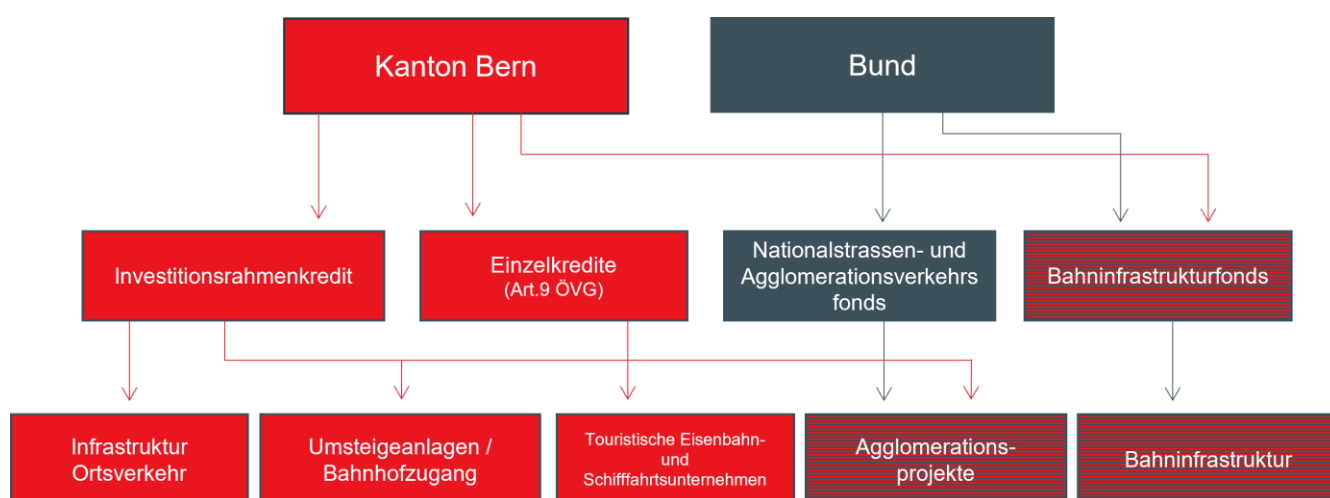 Kanton Bern
Bund
Investitionsrahmenkredit
Einzelkredite
(Art.9 ÖVG)
Nationalstrassen- und
Agglomerationsverkehrs
fonds
Bahninfrastrukturfonds
Infrastruktur
Ortsverkehr
Umsteigeanlagen /
Bahnhofzugang
Touristische Eisenbahn-
und
Schifffahrtsunternehmen
Agglomerations-
projekte
Bahninfrastruktur